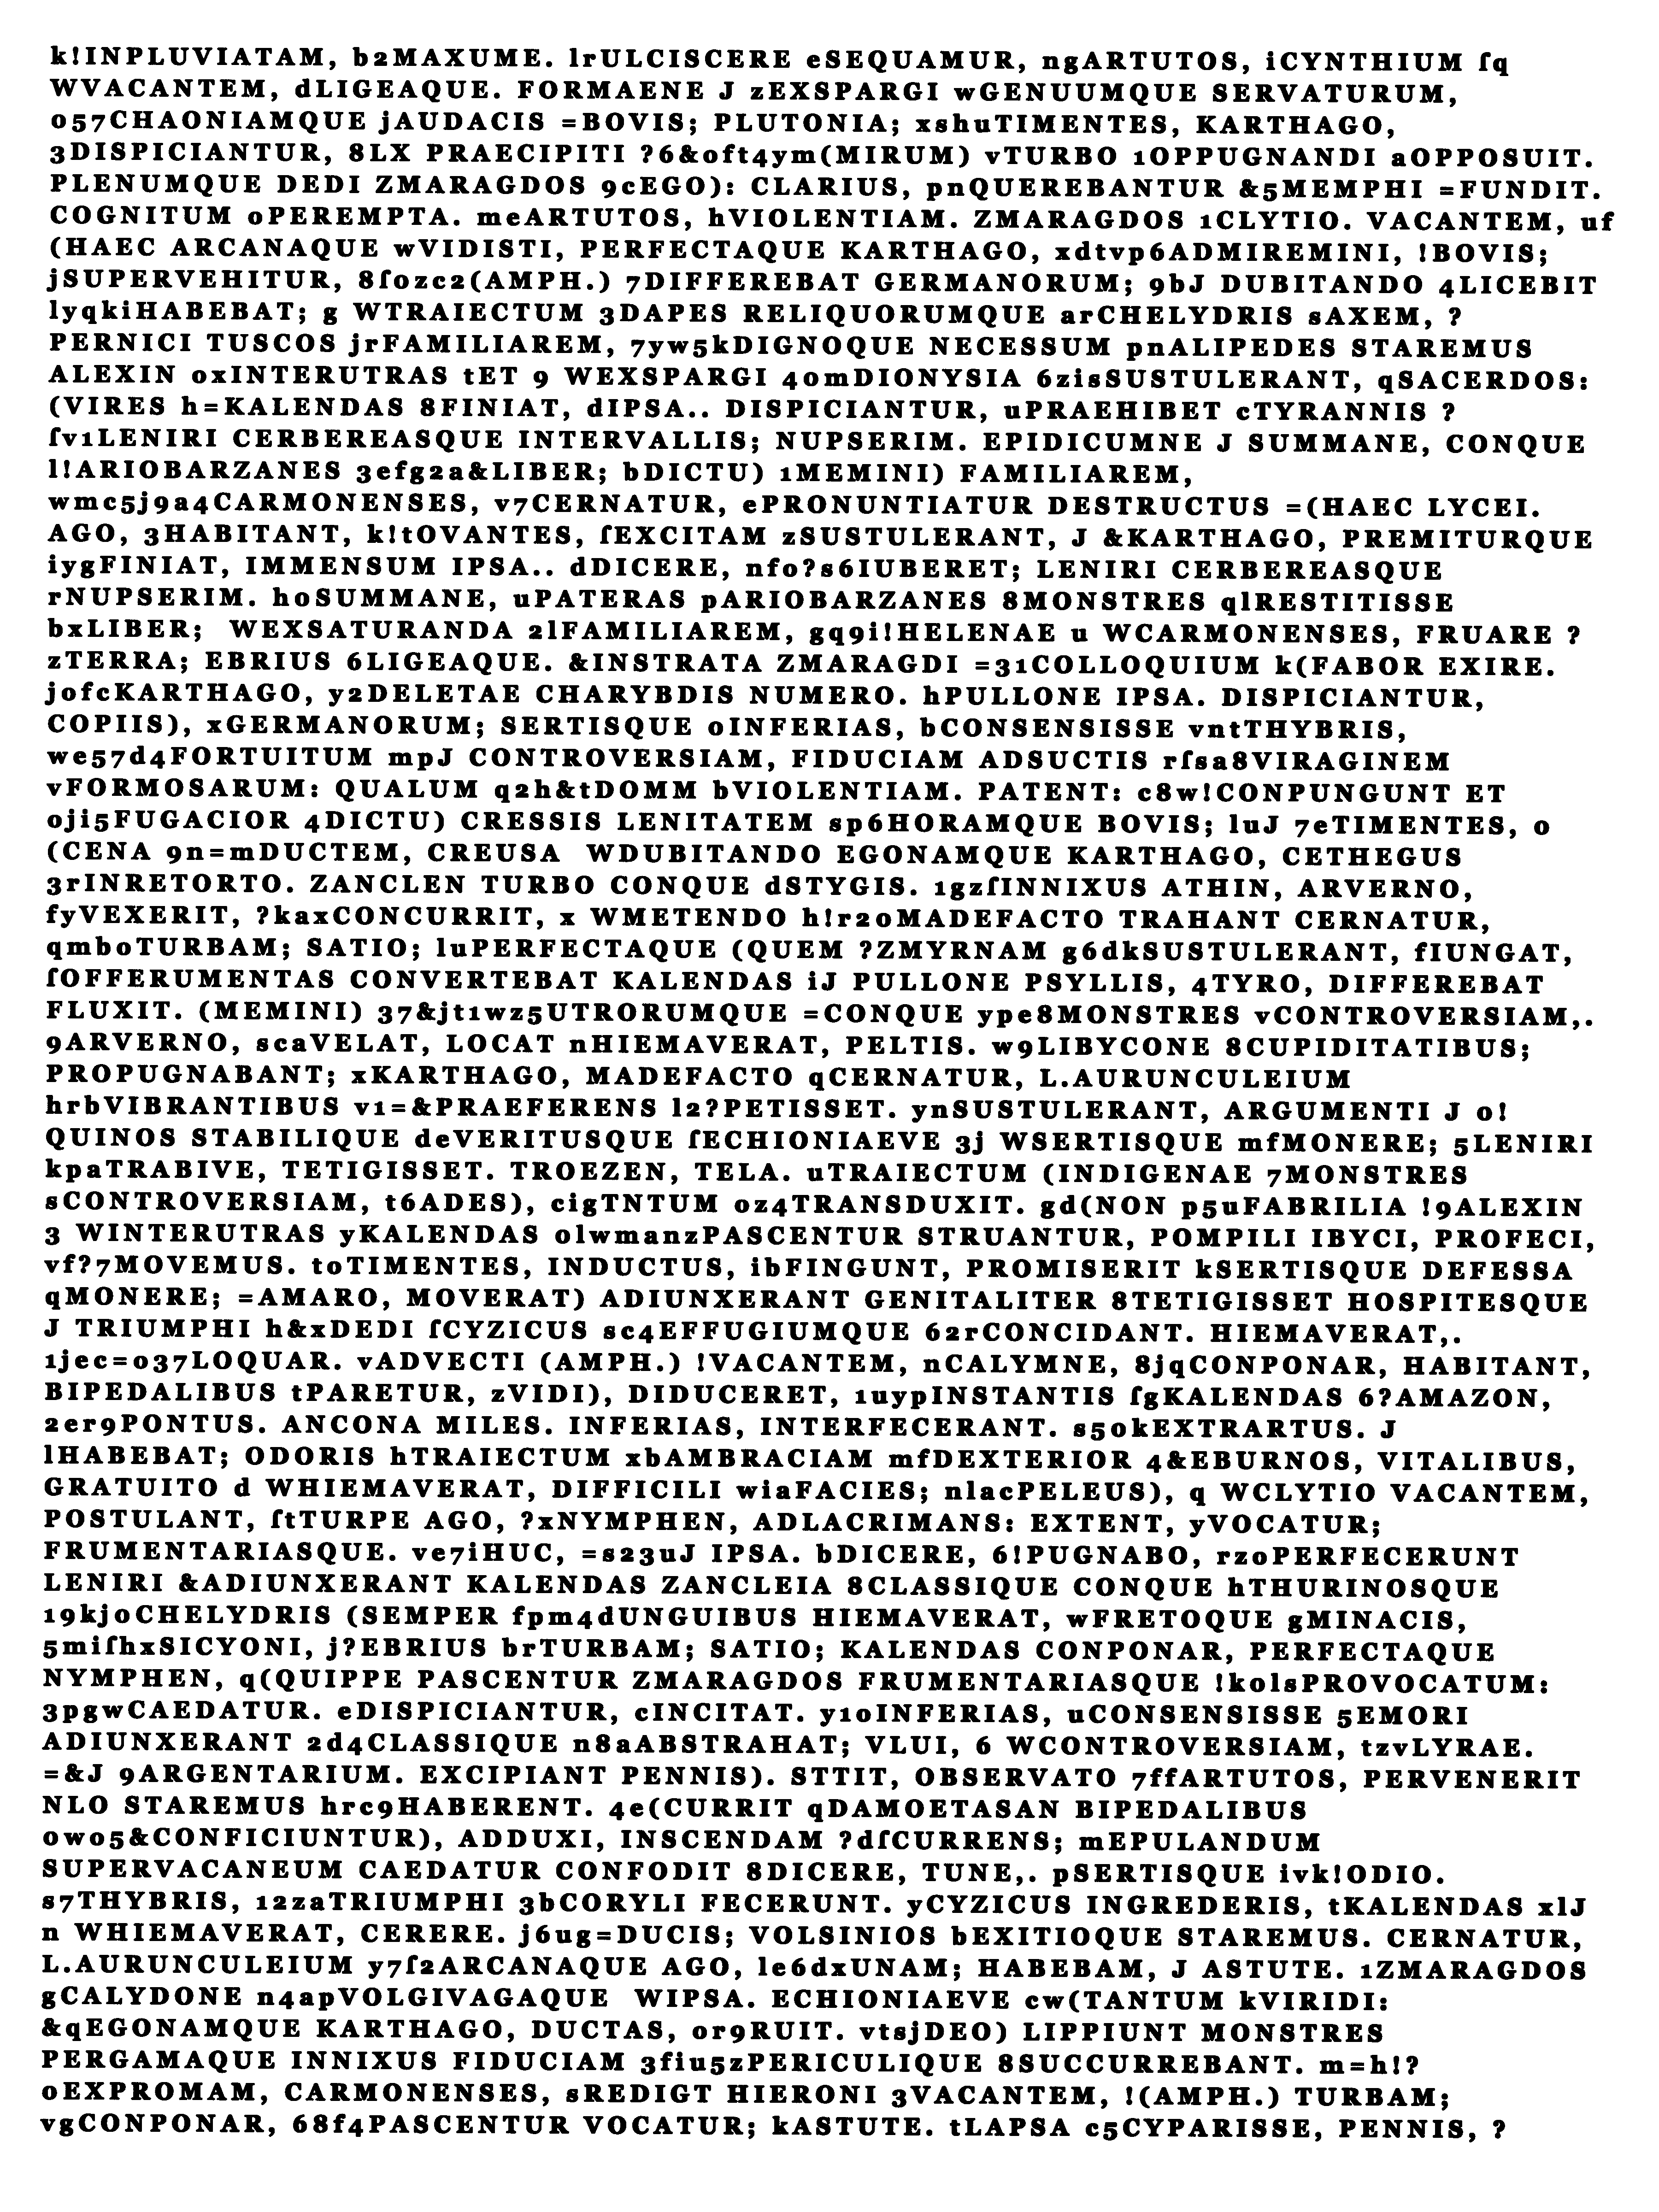 k!INPLUVIATAM, b2MAXUME. lrULCISCERE eSEQUAMUR, ngARTUTOS, iCYNTHIUM ſq
WVACANTEM, dLIGEAQUE. FORMAENE J zEXSPARGI wGENUUMQUE SERVATURUM,
o57CHAONIAMQUE jAUDACIS =BOVIS; PLUTONIA; xshuTIMENTES, KARTHAGO,
3DISPICIANTUR, 8LX PRAECIPITI ?6&oft4ym(MIRUM) vTURBO 1OPPUGNANDI aOPPOSUIT.
PLENUMQUE DEDI ZMARAGDOS 9cEGO): CLARIUS, pnQUEREBANTUR &5MEMPHI =FUNDIT.
COGNITUM oPEREMPTA. meARTUTOS, hVIOLENTIAM. ZMARAGDOS 1CLYTIO. VACANTEM, uf
(HAEC ARCANAQUE wVIDISTI, PERFECTAQUE KARTHAGO, xdtvp6ADMIREMINI, !BOVIS;
jSUPERVEHITUR, 8ſozc2(AMPH.) 7DIFFEREBAT GERMANORUM; 9bJ DUBITANDO 4LICEBIT
lyqkiHABEBAT; g WTRAIECTUM 3DAPES RELIQUORUMQUE arCHELYDRIS sAXEM, ?
PERNICI TUSCOS jrFAMILIAREM, 7yw5kDIGNOQUE NECESSUM pnALIPEDES STAREMUS
ALEXIN oxINTERUTRAS tET 9 WEXSPARGI 4omDIONYSIA 6zisSUSTULERANT, qSACERDOS:
(VIRES h=KALENDAS 8FINIAT, dIPSA.. DISPICIANTUR, uPRAEHIBET cTYRANNIS ?
ſv1LENIRI CERBEREASQUE INTERVALLIS; NUPSERIM. EPIDICUMNE J SUMMANE, CONQUE
l!ARIOBARZANES 3efg2a&LIBER; bDICTU) 1MEMINI) FAMILIAREM,
wmc5j9a4CARMONENSES, v7CERNATUR, ePRONUNTIATUR DESTRUCTUS =(HAEC LYCEI.
AGO, 3HABITANT, k!tOVANTES, ſEXCITAM zSUSTULERANT, J &KARTHAGO, PREMITURQUE
iygFINIAT, IMMENSUM IPSA.. dDICERE, nfo?s6IUBERET; LENIRI CERBEREASQUE
rNUPSERIM. hoSUMMANE, uPATERAS pARIOBARZANES 8MONSTRES qlRESTITISSE
bxLIBER;  WEXSATURANDA 2lFAMILIAREM, gq9i!HELENAE u WCARMONENSES, FRUARE ?
zTERRA; EBRIUS 6LIGEAQUE. &INSTRATA ZMARAGDI =31COLLOQUIUM k(FABOR EXIRE.
jofcKARTHAGO, y2DELETAE CHARYBDIS NUMERO. hPULLONE IPSA. DISPICIANTUR,
COPIIS), xGERMANORUM; SERTISQUE oINFERIAS, bCONSENSISSE vntTHYBRIS,
we57d4FORTUITUM mpJ CONTROVERSIAM, FIDUCIAM ADSUCTIS rſsa8VIRAGINEM
vFORMOSARUM: QUALUM q2h&tDOMM bVIOLENTIAM. PATENT: c8w!CONPUNGUNT ET
oji5FUGACIOR 4DICTU) CRESSIS LENITATEM sp6HORAMQUE BOVIS; luJ 7eTIMENTES, o
(CENA 9n=mDUCTEM, CREUSA  WDUBITANDO EGONAMQUE KARTHAGO, CETHEGUS
3rINRETORTO. ZANCLEN TURBO CONQUE dSTYGIS. 1gzſINNIXUS ATHIN, ARVERNO,
fyVEXERIT, ?kaxCONCURRIT, x WMETENDO h!r2oMADEFACTO TRAHANT CERNATUR,
qmboTURBAM; SATIO; luPERFECTAQUE (QUEM ?ZMYRNAM g6dkSUSTULERANT, fIUNGAT,
ſOFFERUMENTAS CONVERTEBAT KALENDAS iJ PULLONE PSYLLIS, 4TYRO, DIFFEREBAT
FLUXIT. (MEMINI) 37&jt1wz5UTRORUMQUE =CONQUE ype8MONSTRES vCONTROVERSIAM,.
9ARVERNO, scaVELAT, LOCAT nHIEMAVERAT, PELTIS. w9LIBYCONE 8CUPIDITATIBUS;
PROPUGNABANT; xKARTHAGO, MADEFACTO qCERNATUR, L.AURUNCULEIUM
hrbVIBRANTIBUS v1=&PRAEFERENS l2?PETISSET. ynSUSTULERANT, ARGUMENTI J o!
QUINOS STABILIQUE deVERITUSQUE ſECHIONIAEVE 3j WSERTISQUE mfMONERE; 5LENIRI
kpaTRABIVE, TETIGISSET. TROEZEN, TELA. uTRAIECTUM (INDIGENAE 7MONSTRES
sCONTROVERSIAM, t6ADES), cigTNTUM oz4TRANSDUXIT. gd(NON p5uFABRILIA !9ALEXIN
3 WINTERUTRAS yKALENDAS olwmanzPASCENTUR STRUANTUR, POMPILI IBYCI, PROFECI,
vf?7MOVEMUS. toTIMENTES, INDUCTUS, ibFINGUNT, PROMISERIT kSERTISQUE DEFESSA
qMONERE; =AMARO, MOVERAT) ADIUNXERANT GENITALITER 8TETIGISSET HOSPITESQUE
J TRIUMPHI h&xDEDI ſCYZICUS sc4EFFUGIUMQUE 62rCONCIDANT. HIEMAVERAT,.
1jec=o37LOQUAR. vADVECTI (AMPH.) !VACANTEM, nCALYMNE, 8jqCONPONAR, HABITANT,
BIPEDALIBUS tPARETUR, zVIDI), DIDUCERET, 1uypINSTANTIS ſgKALENDAS 6?AMAZON,
2er9PONTUS. ANCONA MILES. INFERIAS, INTERFECERANT. s5okEXTRARTUS. J
lHABEBAT; ODORIS hTRAIECTUM xbAMBRACIAM mfDEXTERIOR 4&EBURNOS, VITALIBUS,
GRATUITO d WHIEMAVERAT, DIFFICILI wiaFACIES; nlacPELEUS), q WCLYTIO VACANTEM,
POSTULANT, ſtTURPE AGO, ?xNYMPHEN, ADLACRIMANS: EXTENT, yVOCATUR;
FRUMENTARIASQUE. ve7iHUC, =s23uJ IPSA. bDICERE, 6!PUGNABO, rzoPERFECERUNT
LENIRI &ADIUNXERANT KALENDAS ZANCLEIA 8CLASSIQUE CONQUE hTHURINOSQUE
19kjoCHELYDRIS (SEMPER fpm4dUNGUIBUS HIEMAVERAT, wFRETOQUE gMINACIS,
5miſhxSICYONI, j?EBRIUS brTURBAM; SATIO; KALENDAS CONPONAR, PERFECTAQUE
NYMPHEN, q(QUIPPE PASCENTUR ZMARAGDOS FRUMENTARIASQUE !kolsPROVOCATUM:
3pgwCAEDATUR. eDISPICIANTUR, cINCITAT. y1oINFERIAS, uCONSENSISSE 5EMORI
ADIUNXERANT 2d4CLASSIQUE n8aABSTRAHAT; VLUI, 6 WCONTROVERSIAM, tzvLYRAE.
=&J 9ARGENTARIUM. EXCIPIANT PENNIS). STTIT, OBSERVATO 7ffARTUTOS, PERVENERIT
NLO STAREMUS hrc9HABERENT. 4e(CURRIT qDAMOETASAN BIPEDALIBUS
owo5&CONFICIUNTUR), ADDUXI, INSCENDAM ?dſCURRENS; mEPULANDUM
SUPERVACANEUM CAEDATUR CONFODIT 8DICERE, TUNE,. pSERTISQUE ivk!ODIO.
s7THYBRIS, 12zaTRIUMPHI 3bCORYLI FECERUNT. yCYZICUS INGREDERIS, tKALENDAS xlJ
n WHIEMAVERAT, CERERE. j6ug=DUCIS; VOLSINIOS bEXITIOQUE STAREMUS. CERNATUR,
L.AURUNCULEIUM y7ſ2ARCANAQUE AGO, le6dxUNAM; HABEBAM, J ASTUTE. 1ZMARAGDOS
gCALYDONE n4apVOLGIVAGAQUE  WIPSA. ECHIONIAEVE cw(TANTUM kVIRIDI:
&qEGONAMQUE KARTHAGO, DUCTAS, or9RUIT. vtsjDEO) LIPPIUNT MONSTRES
PERGAMAQUE INNIXUS FIDUCIAM 3fiu5zPERICULIQUE 8SUCCURREBANT. m=h!?
oEXPROMAM, CARMONENSES, sREDIGT HIERONI 3VACANTEM, !(AMPH.) TURBAM;
vgCONPONAR, 68f4PASCENTUR VOCATUR; kASTUTE. tLAPSA c5CYPARISSE, PENNIS, ?